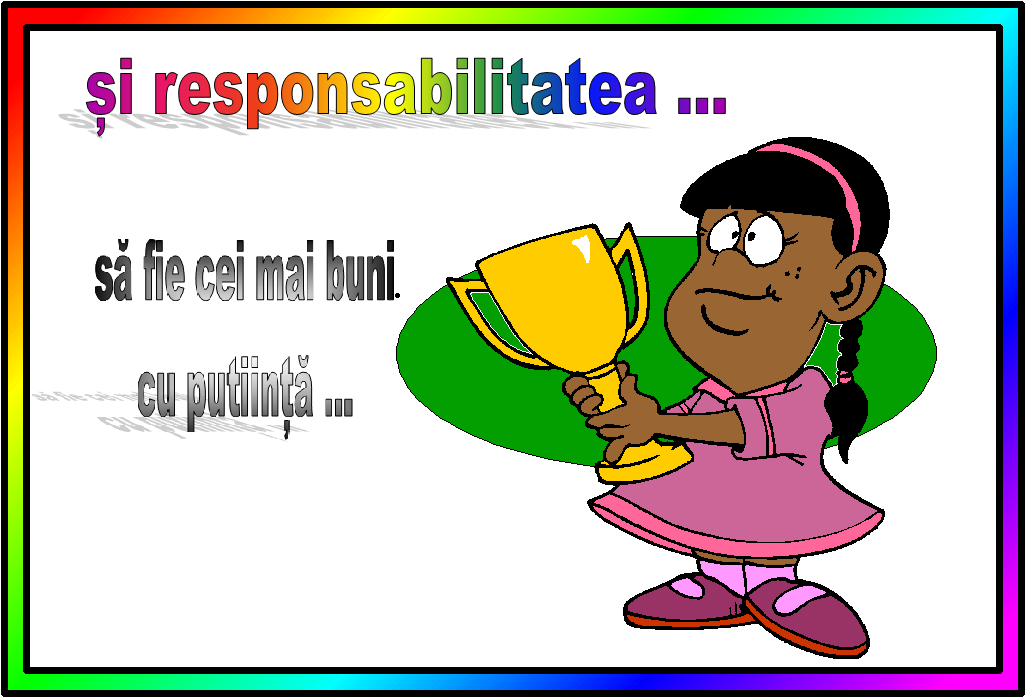 și responsabilitatea ...
să fie cei mai buni.
cu putiință ...